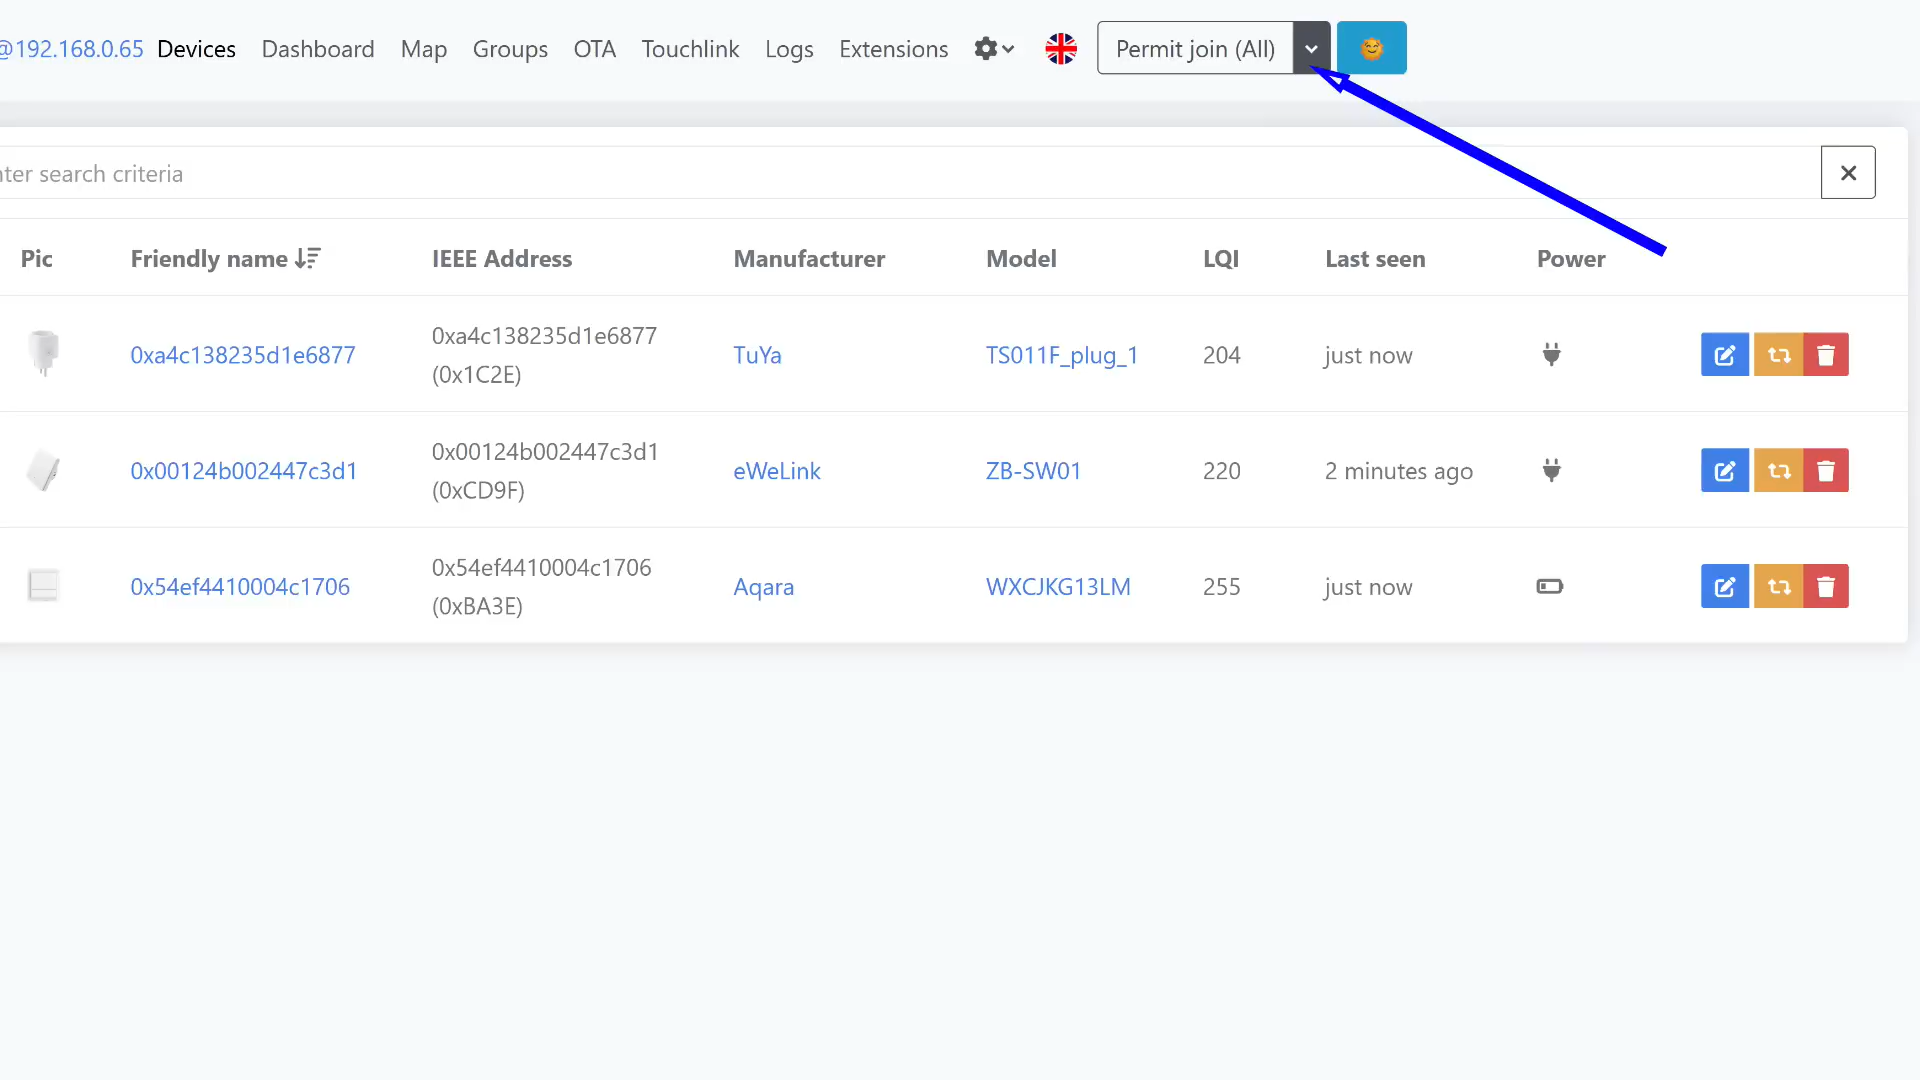 @192.168.0.65 Devices Dashboard Map Groups OTA Touchlink Logs Extensions Permit join (All)
nter search criteria
Pic Friendly name IEEE Address Manufacturer Model LQI Last seen Power
0xa4c138235d1e6877 0xa4c138235d1e6877 (0x1C2E) TuYa TS011F_plug_1 204 just now
0x00124b002447c3d1 0x00124b002447c3d1 (0xCD9F) eWeLink ZB-SW01 220 2 minutes ago
0x54ef4410004c1706 0x54ef4410004c1706 (0xBA3E) Aqara WXCJKG13LM 255 just now